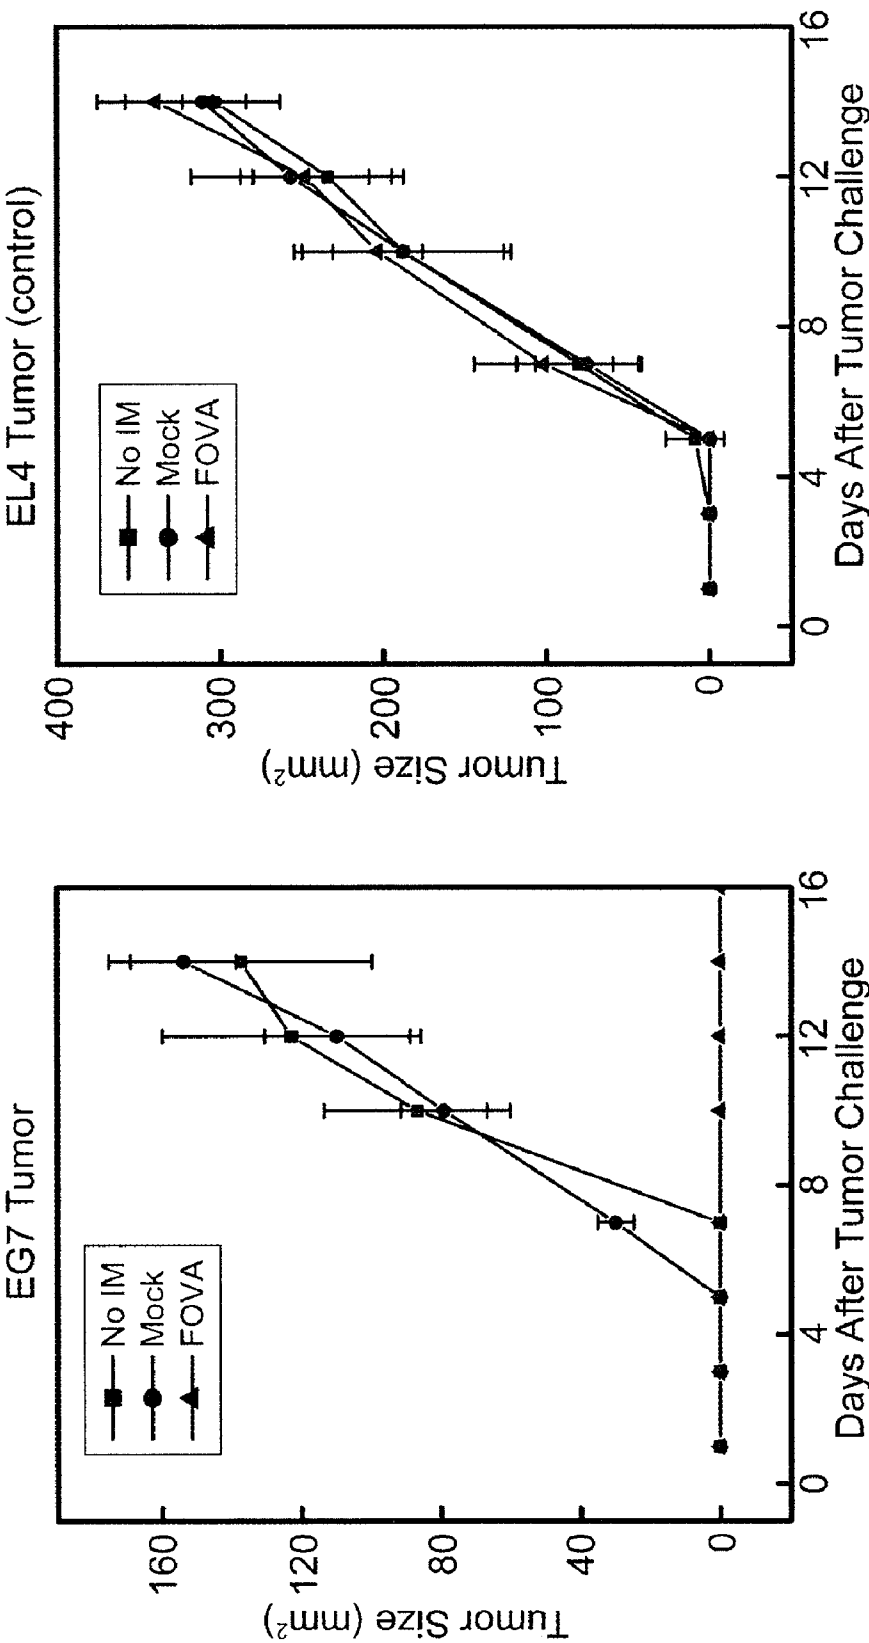 EG7 Tumor
No IM
Mock
FOVA
Tumor Size (mm²)
160
120
80
40
0
0
4
8
12
16
Days After Tumor Challenge
EL4 Tumor (control)
No IM
Mock
FOVA
Tumor Size (mm²)
400
300
200
100
0
0
4
8
12
16
Days After Tumor Challenge